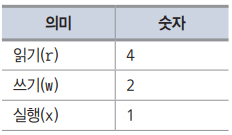 의미 숫자
읽기(r) 4
쓰기(w) 2
실행(x) 1